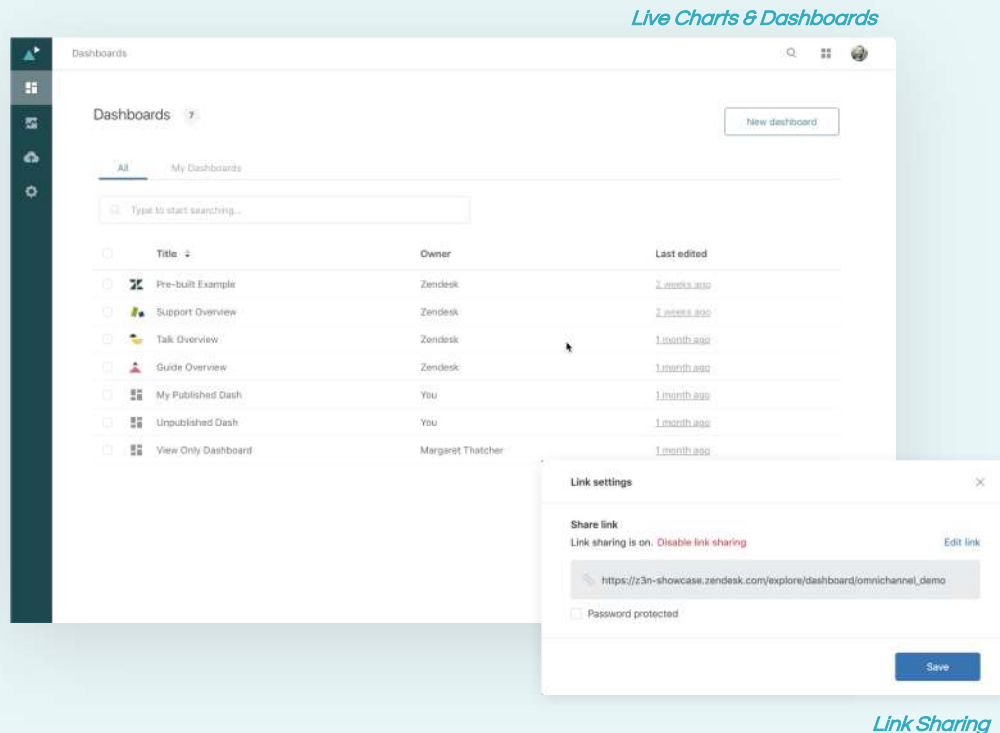 Live Charts & Dashboards
Dashboards
Dashboards 7
New dashboard
All My Dashboards
Type to start searching...
Title Owner Last edited
Pre-built Example Zendesk 2 weeks ago
Support Overview Zendesk 2 weeks ago
Talk Overview Zendesk 1 month ago
Guide Overview Zendesk 1 month ago
My Published Dash You 1 month ago
Unpublished Dash You 1 month ago
View Only Dashboard Margaret Thatcher 1 month ago
Link settings
Share link
Link sharing is on. Disable link sharing Edit link
https://z3n-showcase.zendesk.com/explore/dashboard/omnichannel_demo
Password protected
Save
Link Sharing